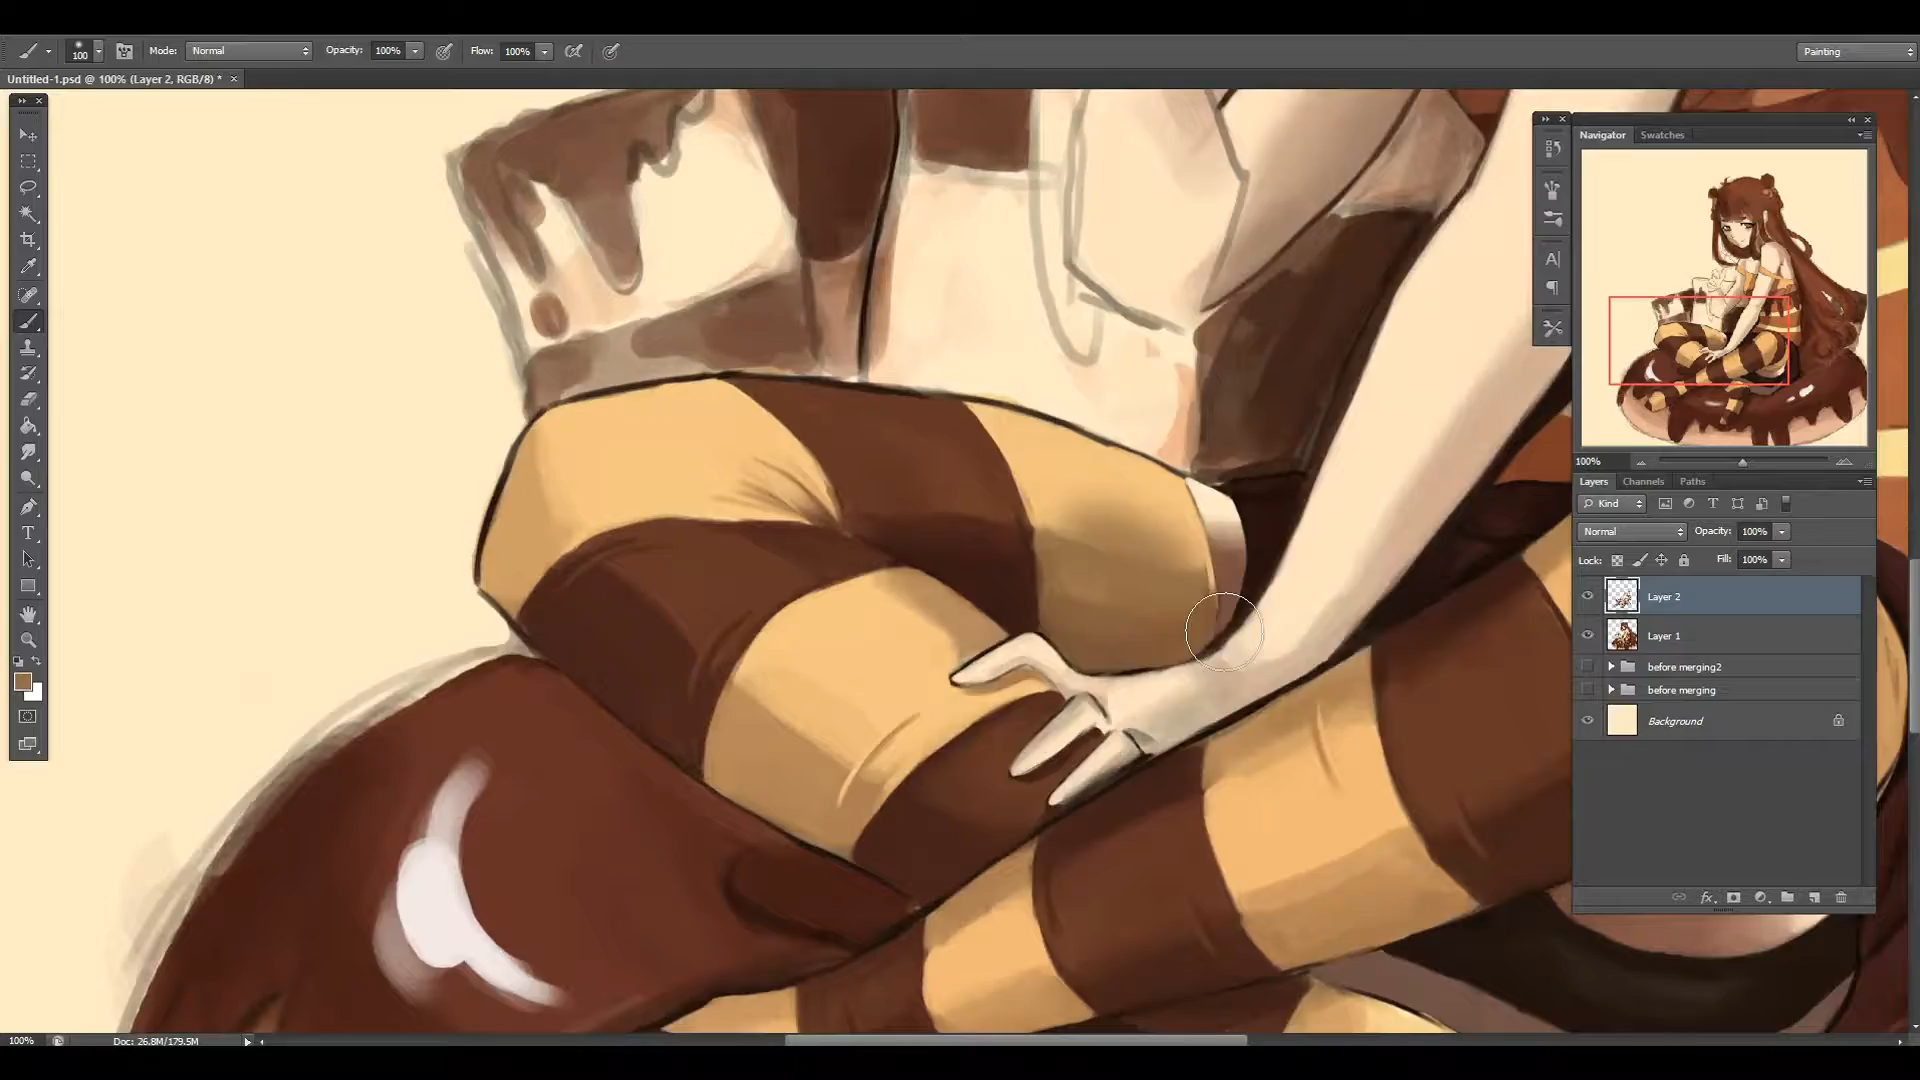 100 Mode: Normal Opacity: 100% Flow: 100% Painting
Untitled-1.psd @ 100% (Layer 2, RGB/8) *
Navigator Swatches
100%
Layers Channels Paths
Kind
Normal Opacity: 100%
Lock: Fill: 100%
Layer 2
Layer 1
before merging2
before merging
Background
100% Doc: 26.8M/179.5M